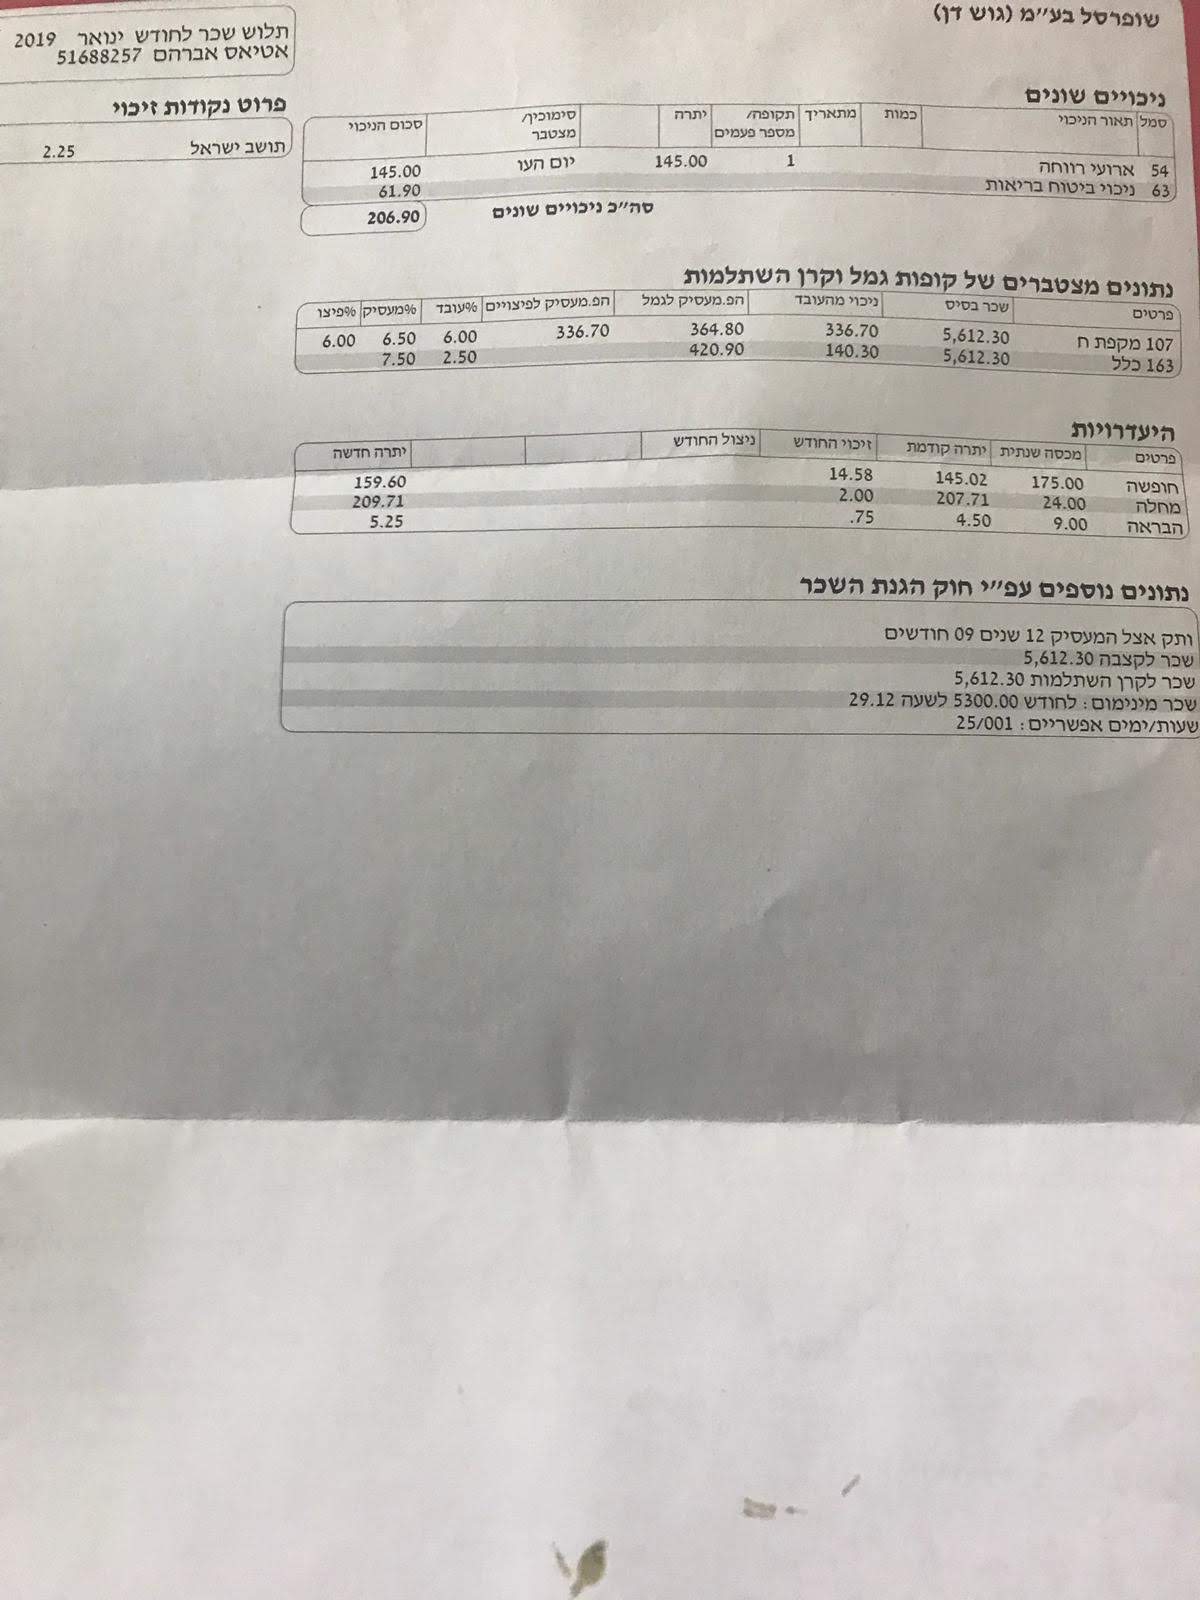 שופרסל בע"מ (גוש דן)
תלוש שכר לחודש ינואר 2019
אטיאס אברהם 51688257
ניכויים שונים
סמל תאור הניכוי כמות מתאריך תקופה/ מספר פעמים יתרה סימוכין/ מצטבר סכום הניכוי
54 ארועי רווחה 1 145.00 יום העו 145.00
63 ניכוי ביטוח בריאות 61.90
סה"כ ניכויים שונים 206.90
פרוט נקודות זיכוי
תושב ישראל 2.25
נתונים מצטברים של קופות גמל וקרן השתלמות
פרטים שכר בסיס ניכוי מהעובד הפ.מעסיק לגמל הפ.מעסיק לפיצויים %עובד %מעסיק %פיצו
107 מקפת ח 5,612.30 336.70 364.80 336.70 6.00 6.50 6.00
163 כלל 5,612.30 140.30 420.90 2.50 7.50
היעדרויות
פרטים מכסה שנתית יתרה קודמת זיכוי החודש ניצול החודש יתרה חדשה
חופשה 175.00 145.02 14.58 159.60
מחלה 24.00 207.71 2.00 209.71
הבראה 9.00 4.50 .75 5.25
נתונים נוספים עפ"י חוק הגנת השכר
ותק אצל המעסיק 12 שנים 09 חודשים
שכר לקצבה 5,612.30
שכר לקרן השתלמות 5,612.30
שכר מינימום: לחודש 5300.00 לשעה 29.12
שעות/ימים אפשריים: 25/001